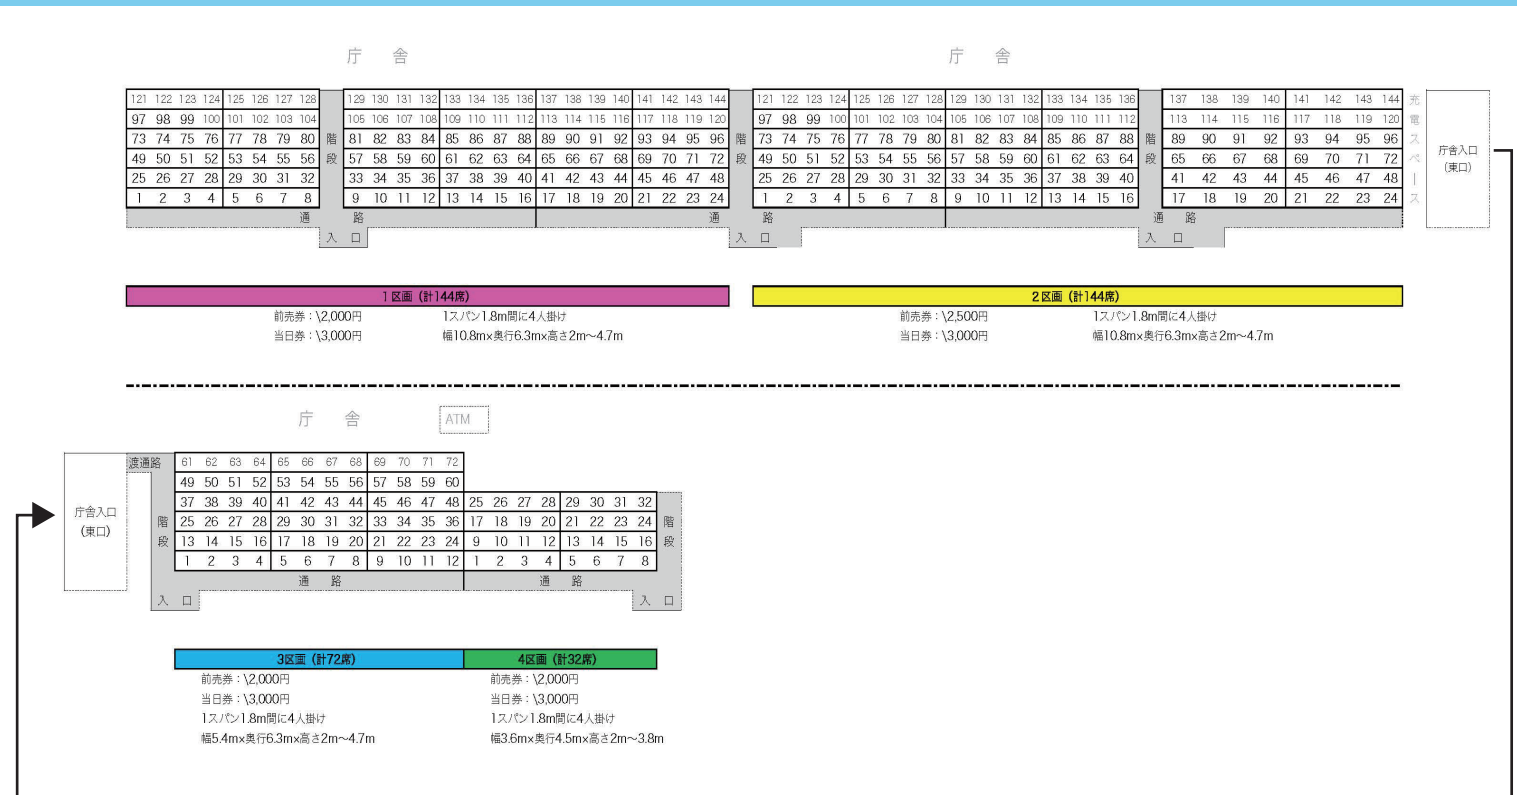 庁 舎 庁 舎
121 122 123 124 125 126 127 128 129 130 131 132 133 134 135 136 137 138 139 140 141 142 143 144 121 122 123 124 125 126 127 128 129 130 131 132 133 134 135 136 137 138 139 140 141 142 143 144 充
97 98 99 100 101 102 103 104 105 106 107 108 109 110 111 112 113 114 115 116 117 118 119 120 97 98 99 100 101 102 103 104 105 106 107 108 109 110 111 112 113 114 115 116 117 118 119 120 電
73 74 75 76 77 78 79 80 階 81 82 83 84 85 86 87 88 89 90 91 92 93 94 95 96 階 73 74 75 76 77 78 79 80 81 82 83 84 85 86 87 88 階 89 90 91 92 93 94 95 96 ス
49 50 51 52 53 54 55 56 段 57 58 59 60 61 62 63 64 65 66 67 68 69 70 71 72 段 49 50 51 52 53 54 55 56 57 58 59 60 61 62 63 64 段 65 66 67 68 69 70 71 72 ペ
25 26 27 28 29 30 31 32 33 34 35 36 37 38 39 40 41 42 43 44 45 46 47 48 25 26 27 28 29 30 31 32 33 34 35 36 37 38 39 40 41 42 43 44 45 46 47 48 ー
1 2 3 4 5 6 7 8 9 10 11 12 13 14 15 16 17 18 19 20 21 22 23 24 1 2 3 4 5 6 7 8 9 10 11 12 13 14 15 16 17 18 19 20 21 22 23 24 ス
庁舎入口
(東口)
通 路 通 路 通 路
入 口 入 口 入 口
1区画 (計144席) 2区画 (計144席)
前売券：\2,000円 1スパン1.8m間に4人掛け 前売券：\2,500円 1スパン1.8m間に4人掛け
当日券：\3,000円 幅10.8m×奥行6.3m×高さ2m〜4.7m 当日券：\3,000円 幅10.8m×奥行6.3m×高さ2m〜4.7m
庁 舎 ATM
渡通路 61 62 63 64 65 66 67 68 69 70 71 72
49 50 51 52 53 54 55 56 57 58 59 60
37 38 39 40 41 42 43 44 45 46 47 48 25 26 27 28 29 30 31 32
階 25 26 27 28 29 30 31 32 33 34 35 36 17 18 19 20 21 22 23 24 階
段 13 14 15 16 17 18 19 20 21 22 23 24 9 10 11 12 13 14 15 16 段
1 2 3 4 5 6 7 8 9 10 11 12 1 2 3 4 5 6 7 8
庁舎入口
(東口)
通 路 通 路
入 口 入 口
3区画 (計72席) 4区画 (計32席)
前売券：\2,000円 前売券：\2,000円
当日券：\3,000円 当日券：\3,000円
1スパン1.8m間に4人掛け 1スパン1.8m間に4人掛け
幅5.4m×奥行6.3m×高さ2m〜4.7m 幅3.6m×奥行4.5m×高さ2m〜3.8m